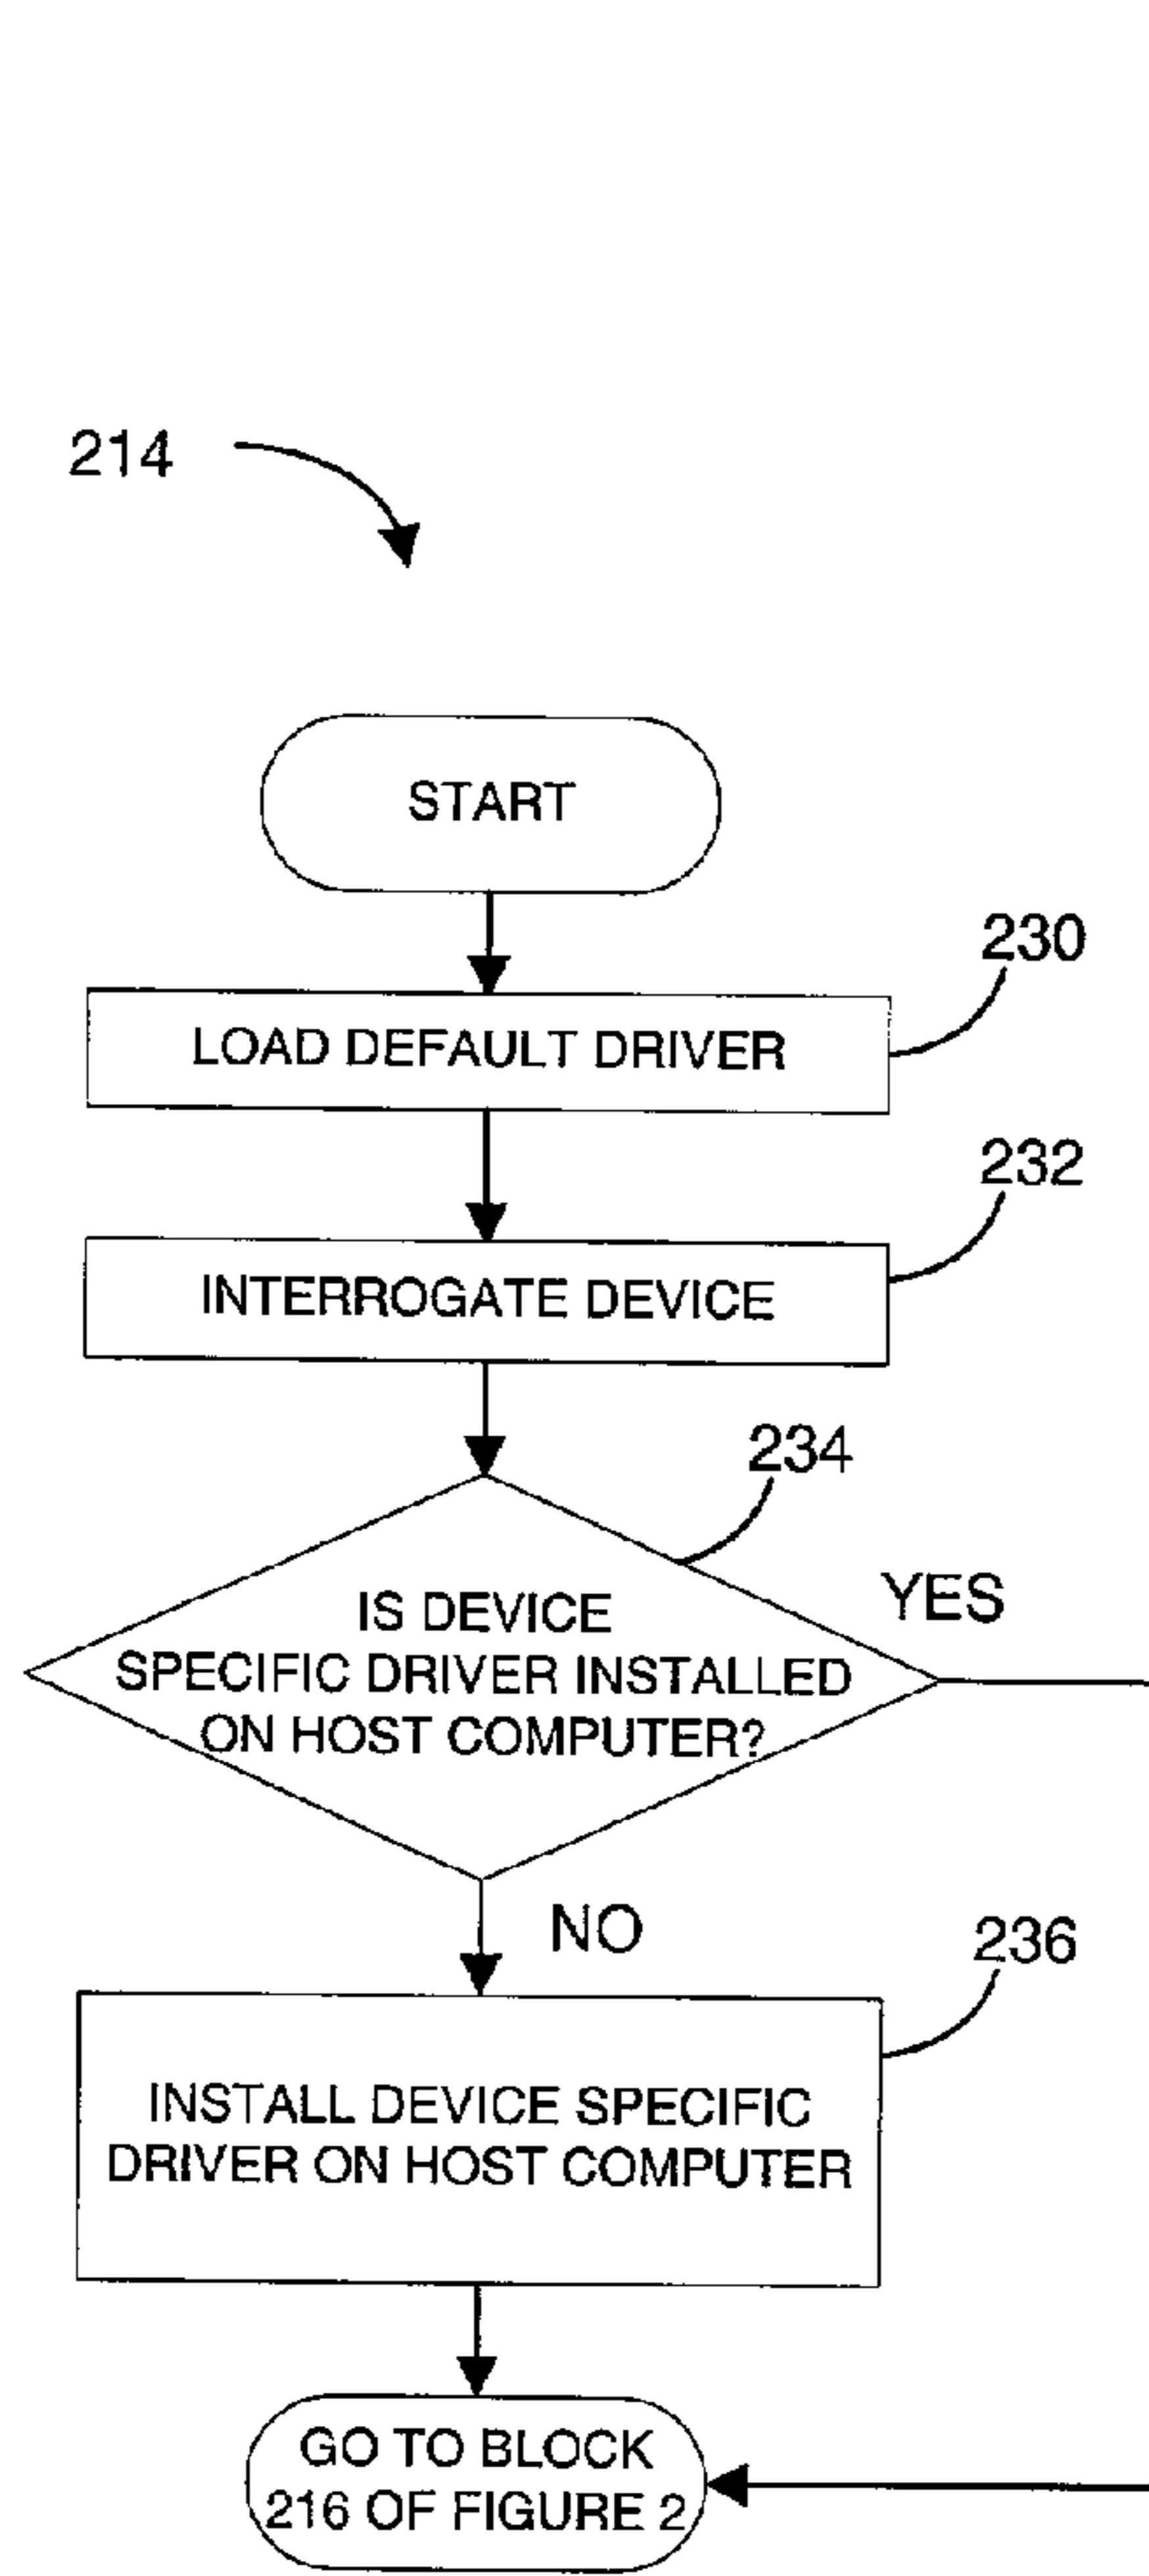 214
START
230
LOAD DEFAULT DRIVER
232
INTERROGATE DEVICE
234
YES
IS DEVICE
SPECIFIC DRIVER INSTALLED
ON HOST COMPUTER?
NO
236
INSTALL DEVICE SPECIFIC
DRIVER ON HOST COMPUTER
GO TO BLOCK
216 OF FIGURE 2